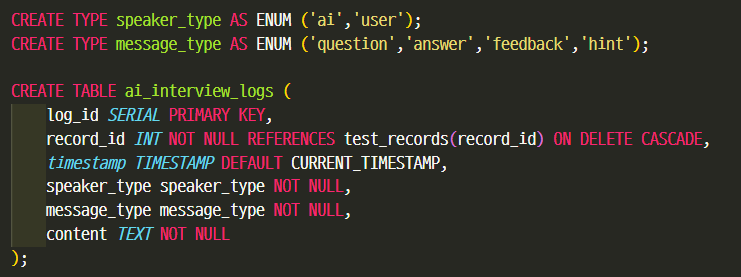 CREATE TYPE speaker_type AS ENUM ('ai','user');
CREATE TYPE message_type AS ENUM ('question','answer','feedback','hint');
CREATE TABLE ai_interview_logs (
log_id SERIAL PRIMARY KEY,
record_id INT NOT NULL REFERENCES test_records(record_id) ON DELETE CASCADE,
timestamp TIMESTAMP DEFAULT CURRENT_TIMESTAMP,
speaker_type speaker_type NOT NULL,
message_type message_type NOT NULL,
content TEXT NOT NULL
);